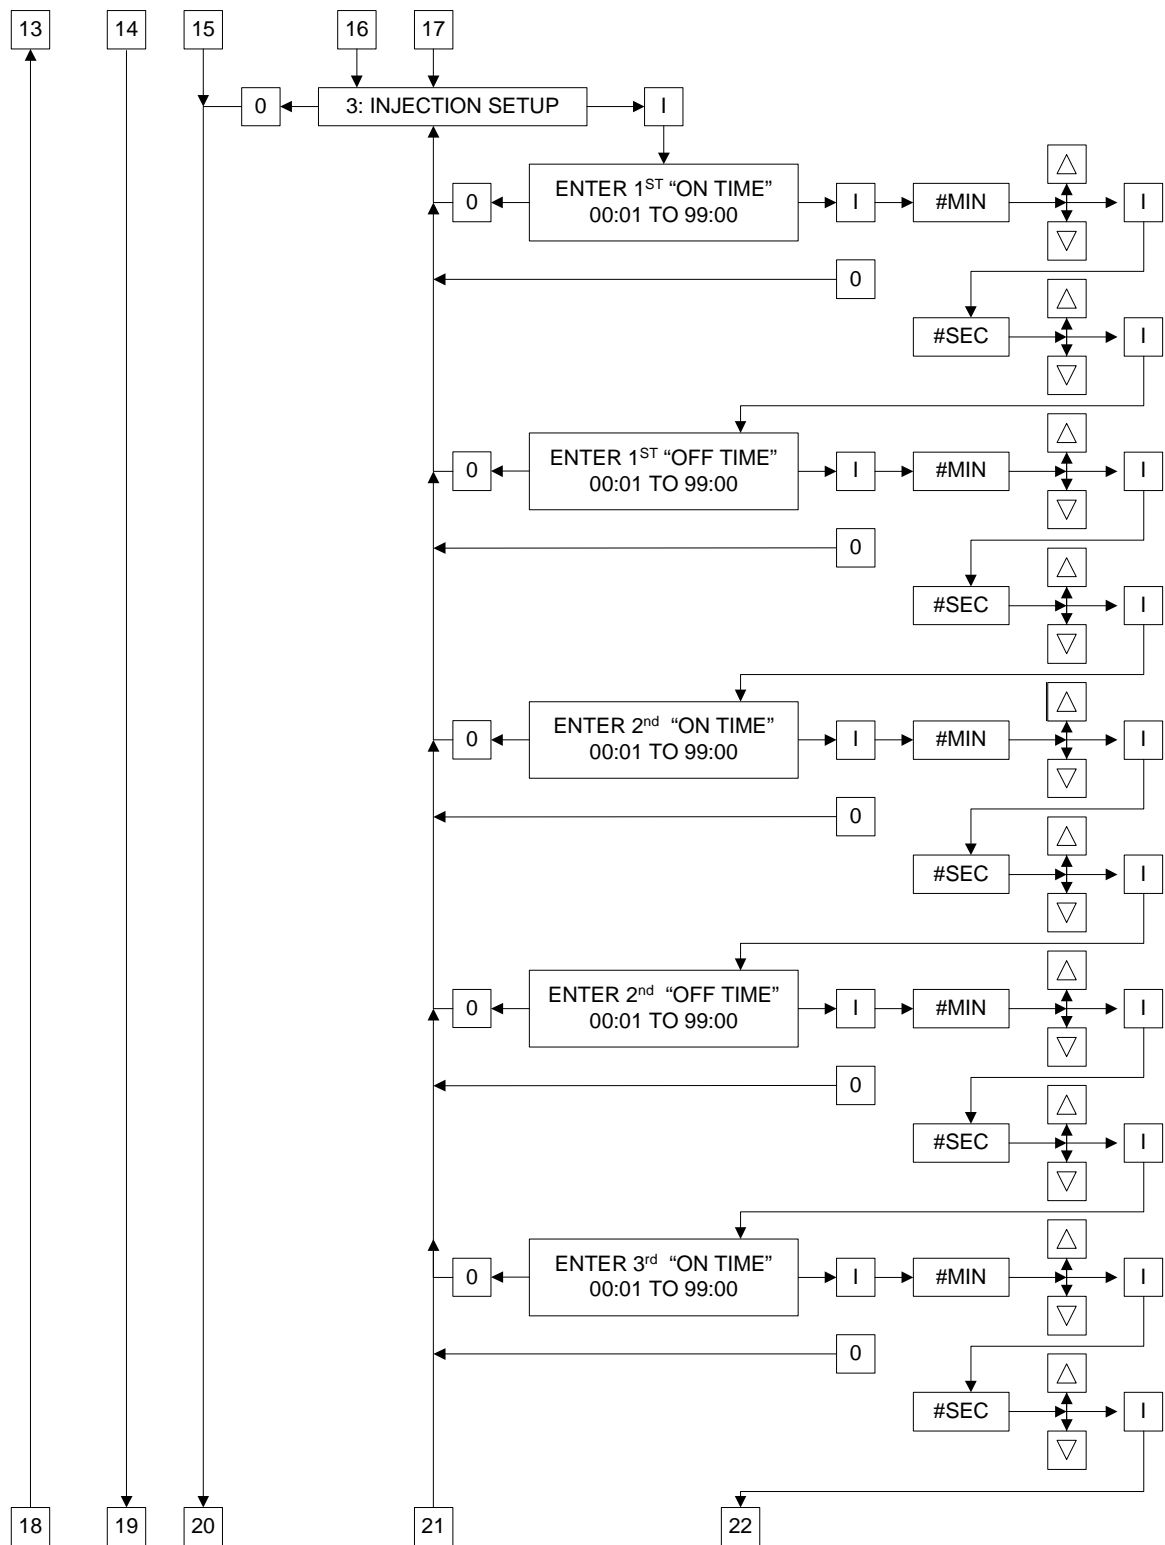 13 14 15 16 17
0 3: INJECTION SETUP I
ENTER 1ST “ON TIME”
00:01 TO 99:00
0 I #MIN △ ▽ I
0
#SEC △ ▽ I
ENTER 1ST “OFF TIME”
00:01 TO 99:00
0 I #MIN △ ▽ I
0
#SEC △ ▽ I
ENTER 2nd “ON TIME”
00:01 TO 99:00
0 I #MIN △ ▽ I
0
#SEC △ ▽ I
ENTER 2nd “OFF TIME”
00:01 TO 99:00
0 I #MIN △ ▽ I
0
#SEC △ ▽ I
ENTER 3rd “ON TIME”
00:01 TO 99:00
0 I #MIN △ ▽ I
0
#SEC △ ▽ I
18 19 20 21 22